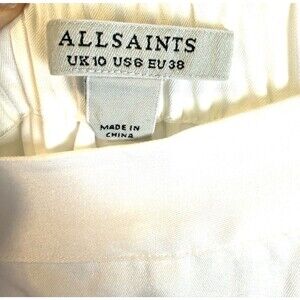 ALLSAINTS
UK 10 US 6 EU 38
MADE IN
CHINA